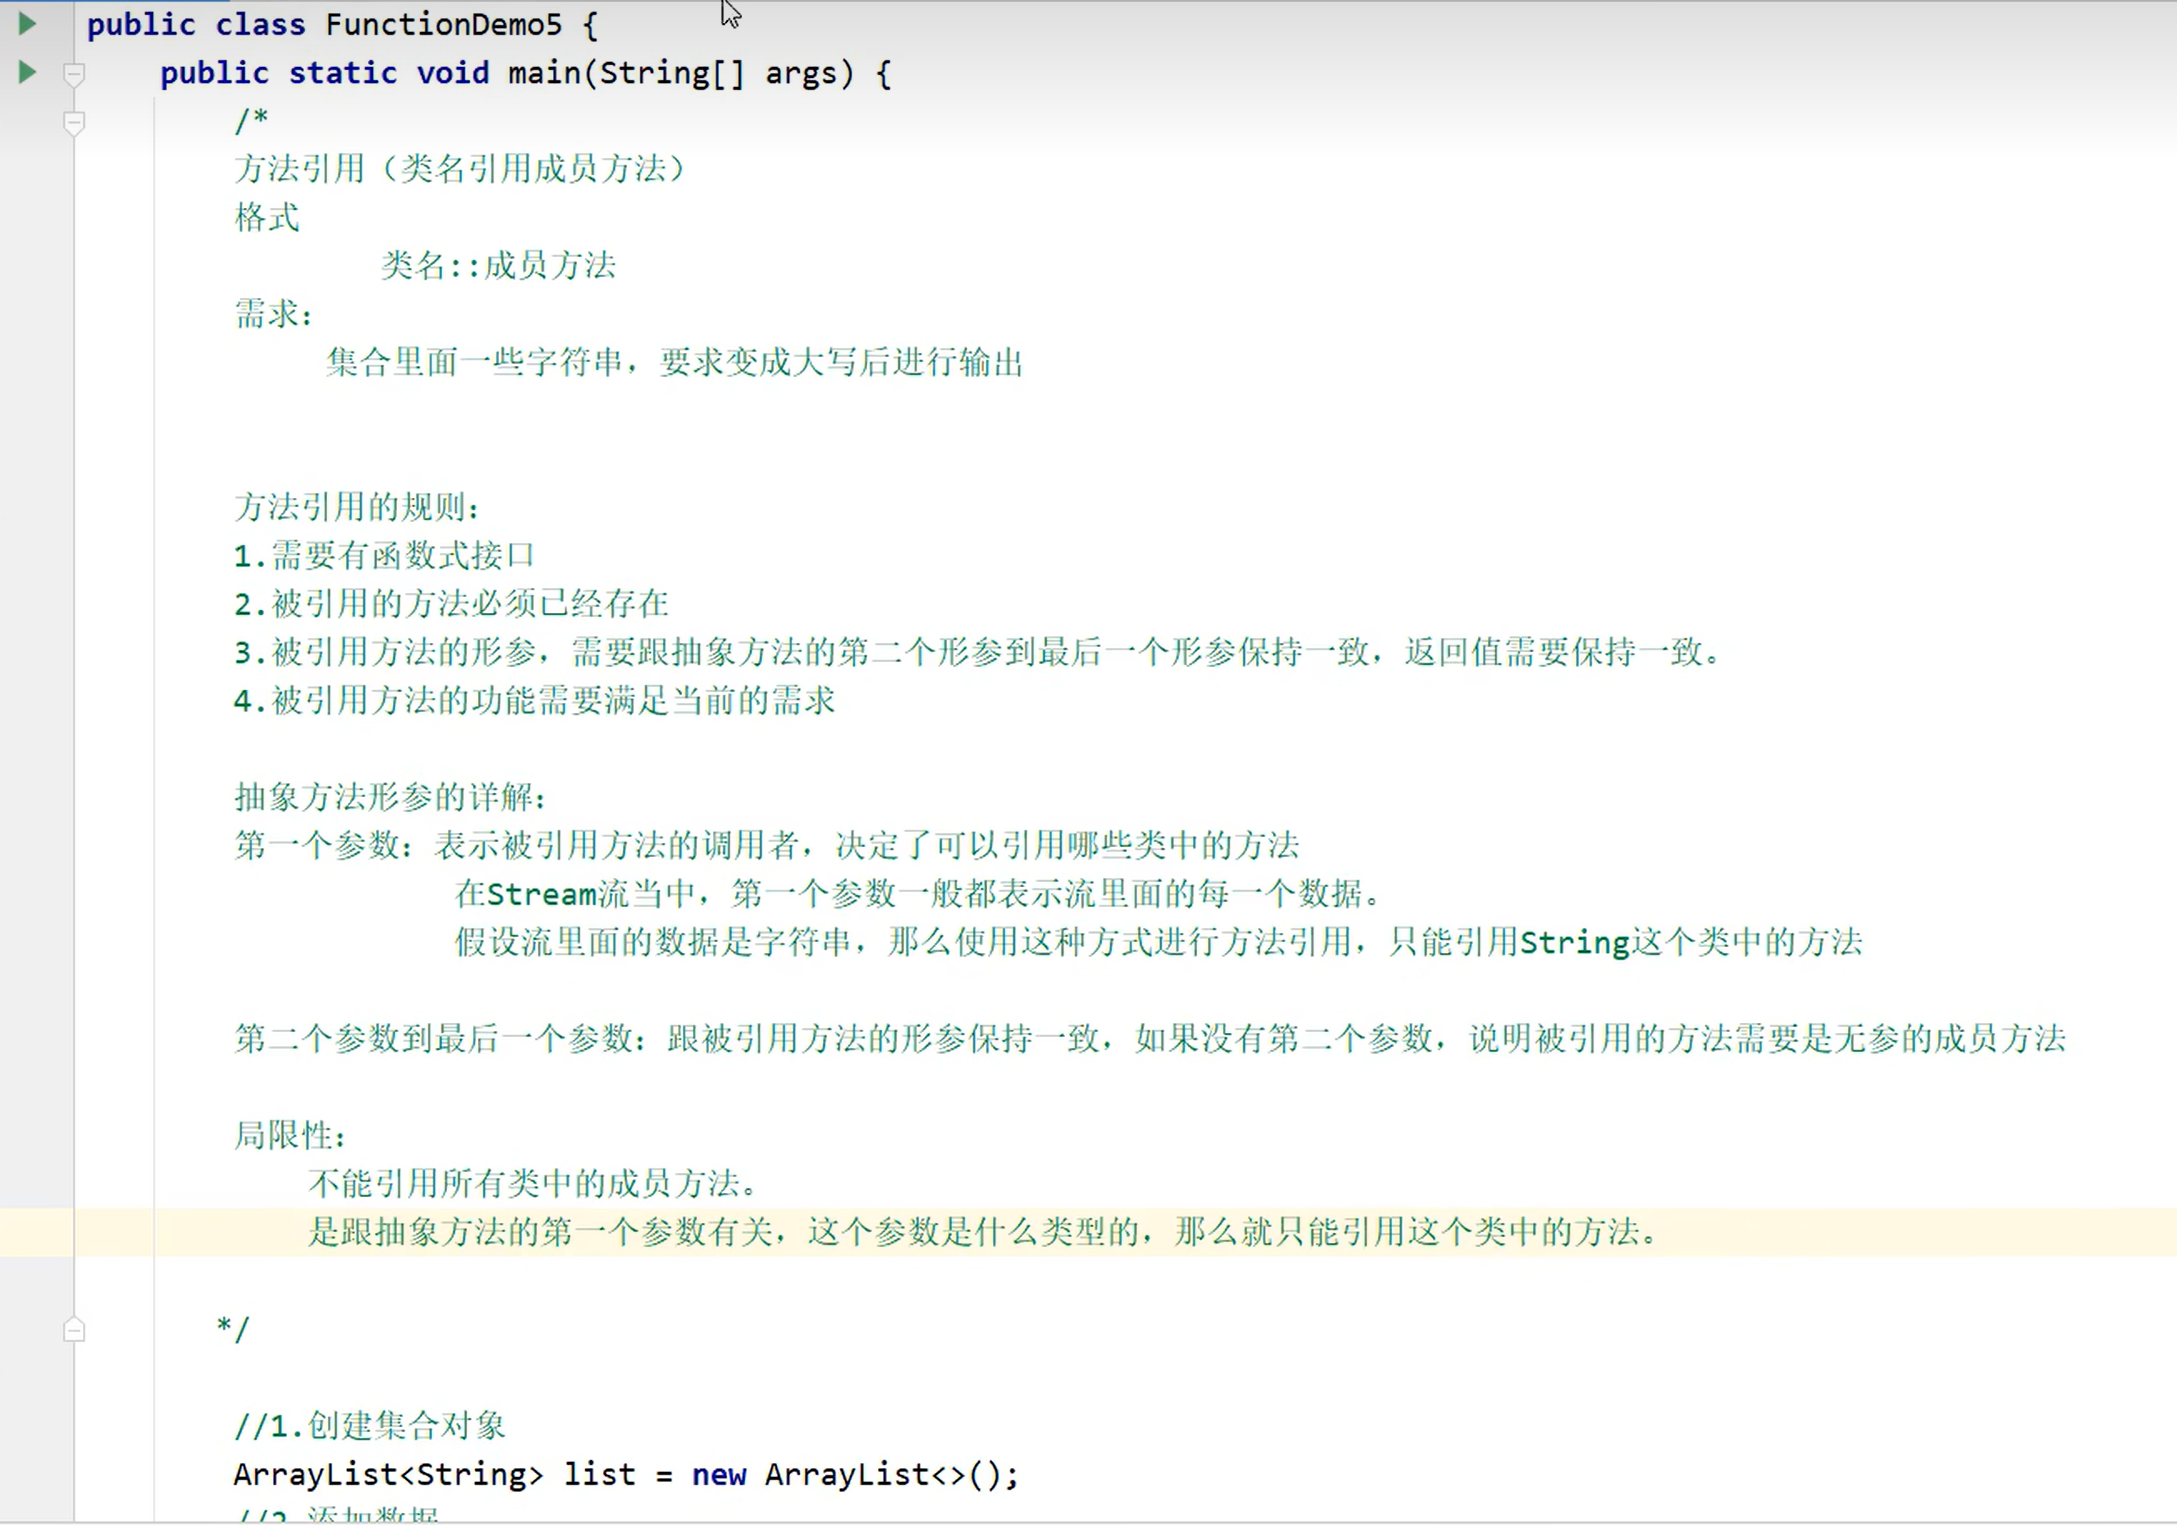 public class FunctionDemo5 {
public static void main(String[] args) {
/*
方法引用（类名引用成员方法）
格式
类名::成员方法
需求：
集合里面一些字符串，要求变成大写后进行输出
方法引用的规则：
1.需要有函数式接口
2.被引用的方法必须已经存在
3.被引用方法的形参，需要跟抽象方法的第二个形参到最后一个形参保持一致，返回值需要保持一致。
4.被引用方法的功能需要满足当前的需求
抽象方法形参的详解：
第一个参数：表示被引用方法的调用者，决定了可以引用哪些类中的方法
在Stream流当中，第一个参数一般都表示流里面的每一个数据。
假设流里面的数据是字符串，那么使用这种方式进行方法引用，只能引用String这个类中的方法
第二个参数到最后一个参数：跟被引用方法的形参保持一致，如果没有第二个参数，说明被引用的方法需要是无参的成员方法
局限性：
不能引用所有类中的成员方法。
是跟抽象方法的第一个参数有关，这个参数是什么类型的，那么就只能引用这个类中的方法。
*/
//1.创建集合对象
ArrayList<String> list = new ArrayList<>();
//2.添加数据